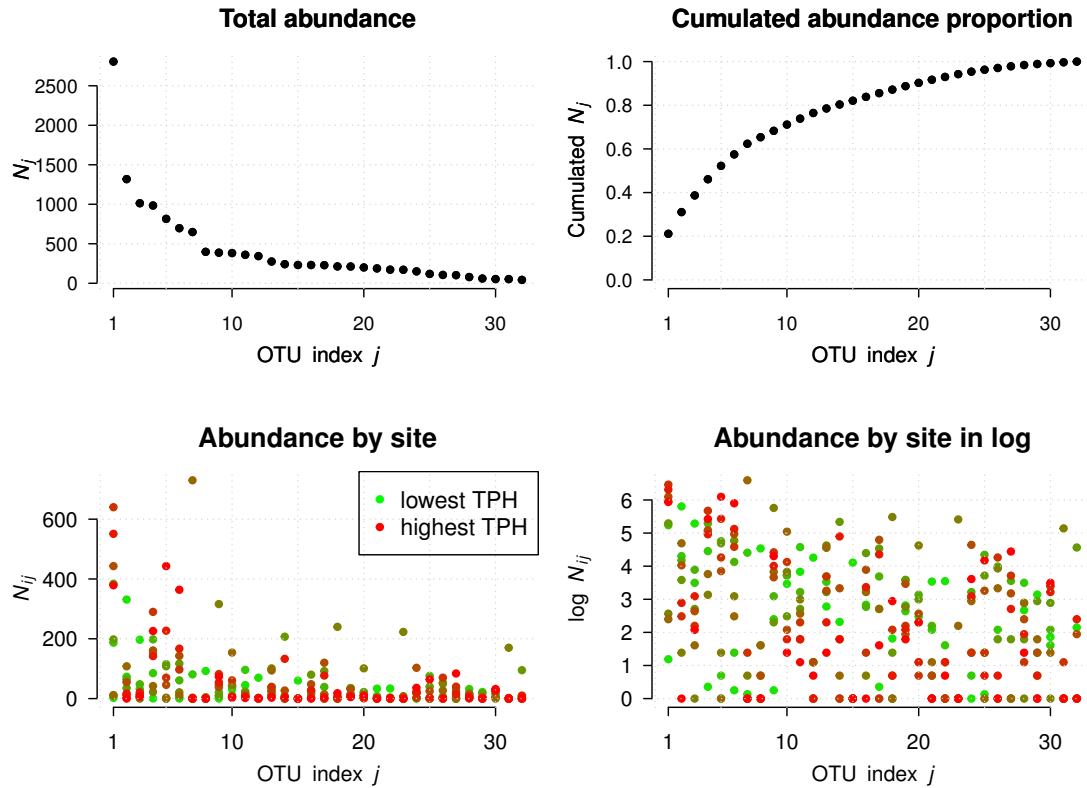 Total abundance
2500
2000
1500
1000
500
0
N_j
1 10 20 30
OTU index j
Cumulated abundance proportion
1.0
0.8
0.6
0.4
0.2
0.0
Cumulated N_j
1 10 20 30
OTU index j
Abundance by site
600
400
200
0
N_ij
lowest TPH
highest TPH
1 10 20 30
OTU index j
Abundance by site in log
6
5
4
3
2
1
0
log N_ij
1 10 20 30
OTU index j